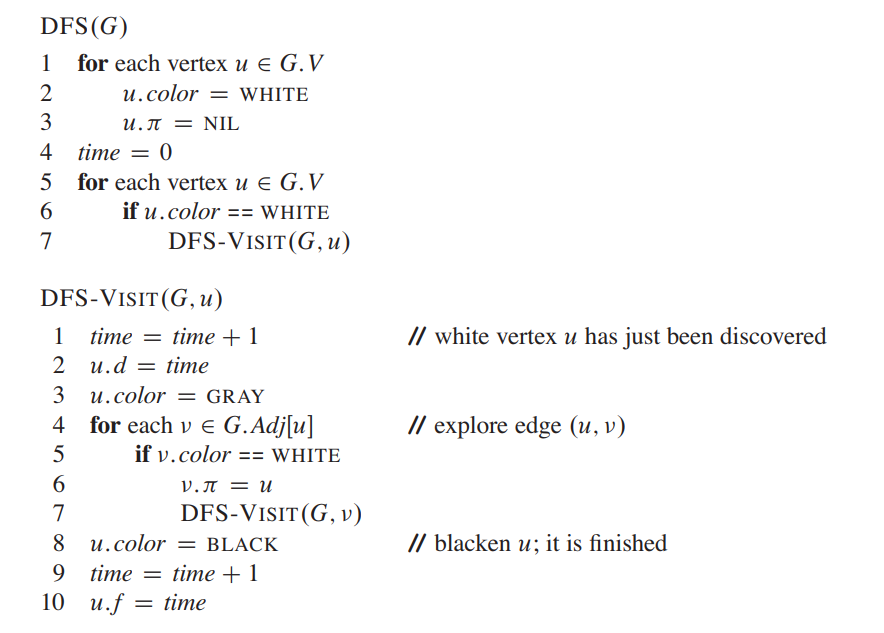 DFS(G)
1 for each vertex u ∈ G.V
2 u.color = WHITE
3 u.π = NIL
4 time = 0
5 for each vertex u ∈ G.V
6 if u.color == WHITE
7 DFS-VISIT(G, u)
DFS-VISIT(G, u)
1 time = time + 1 // white vertex u has just been discovered
2 u.d = time
3 u.color = GRAY
4 for each v ∈ G.Adj[u] // explore edge (u, v)
5 if v.color == WHITE
6 v.π = u
7 DFS-VISIT(G, v)
8 u.color = BLACK // blacken u; it is finished
9 time = time + 1
10 u.f = time